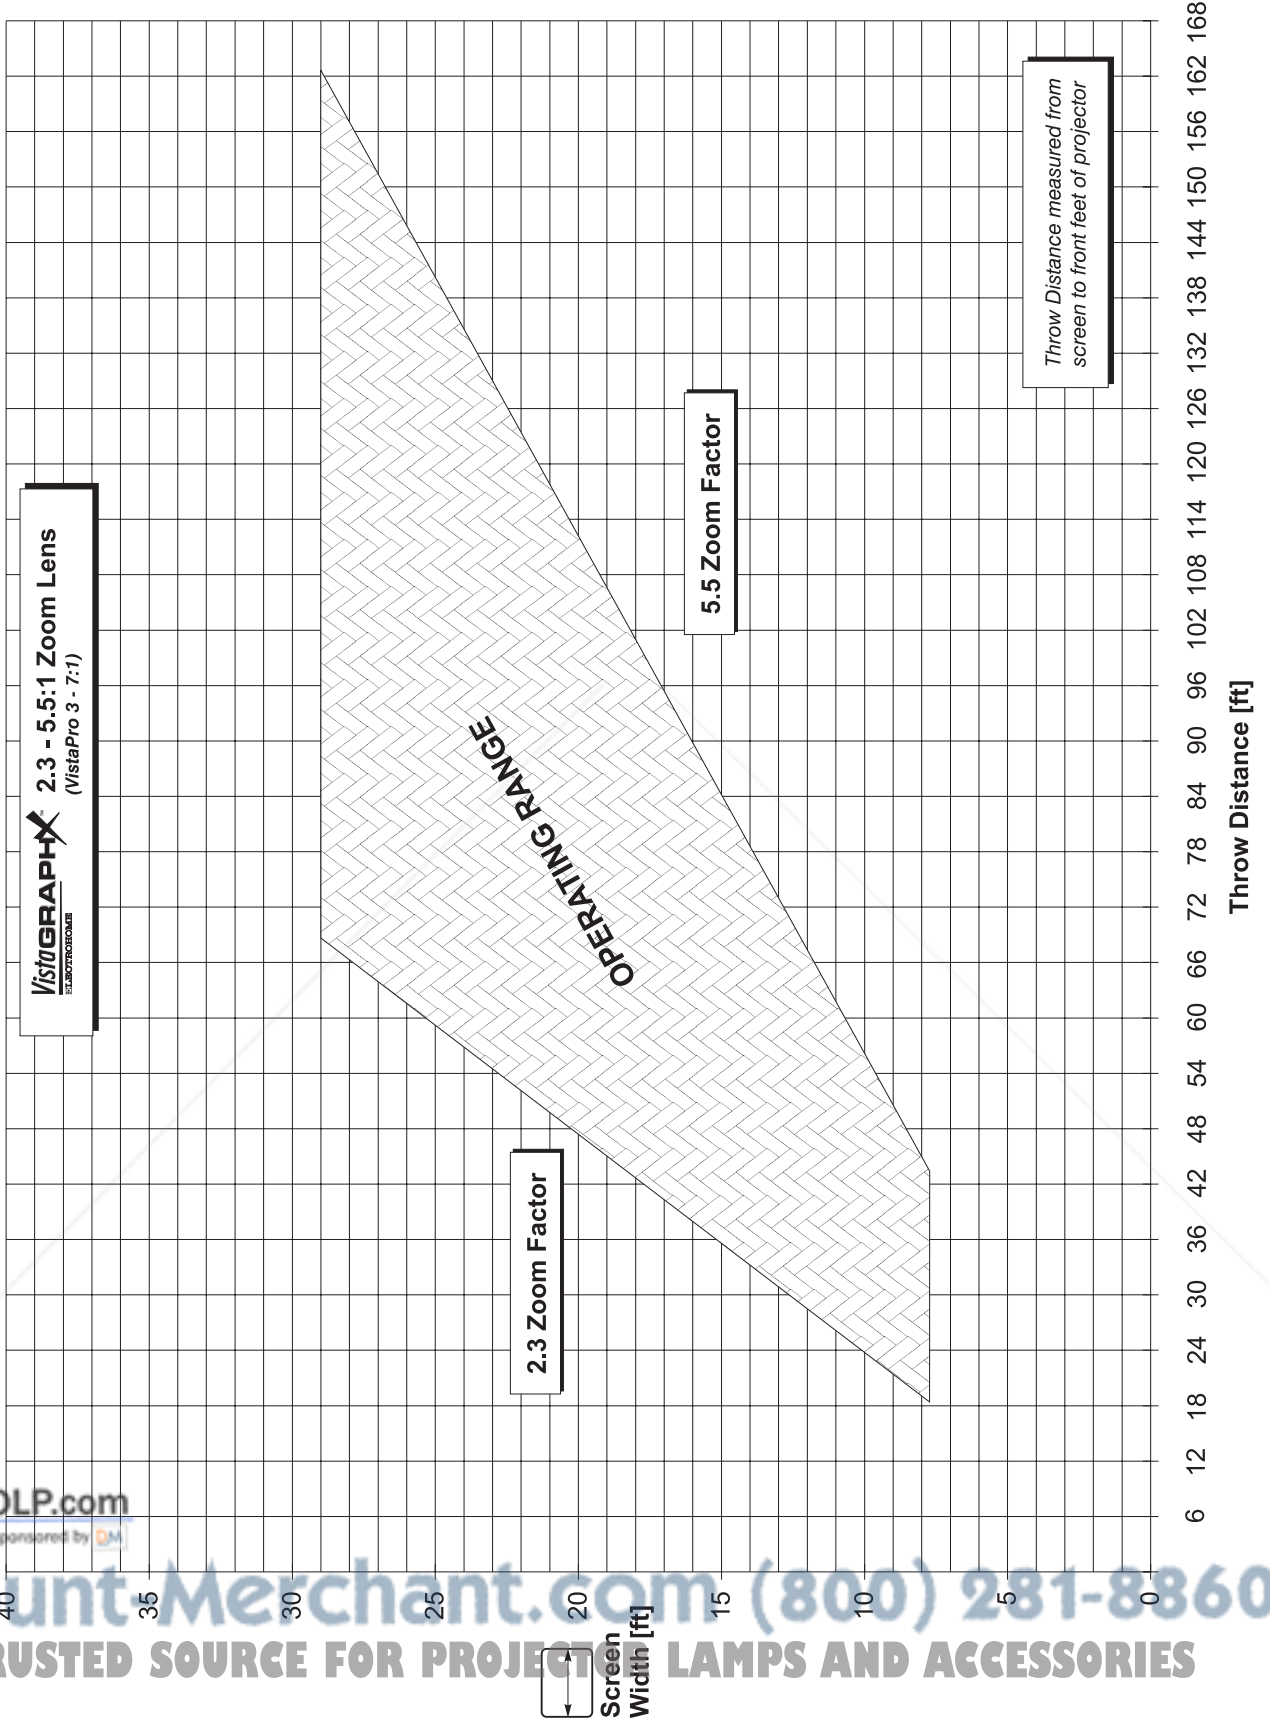 VistaGRAPHX 2.3 - 5.5:1 Zoom Lens
ELECTROHOME
(VistaPro 3 - 7:1)
OPERATING RANGE
2.3 Zoom Factor
5.5 Zoom Factor
Throw Distance measured from
screen to front feet of projector
40
35
30
25
20
15
10
5
0
Screen
Width [ft]
6 12 18 24 30 36 42 48 54 60 66 72 78 84 90 96 102 108 114 120 126 132 138 144 150 156 162 168
Throw Distance [ft]
DLP.com
sponsored by DM
unt-Merchant.com (800) 281-8860
RUSTED SOURCE FOR PROJECTOR LAMPS AND ACCESSORIES